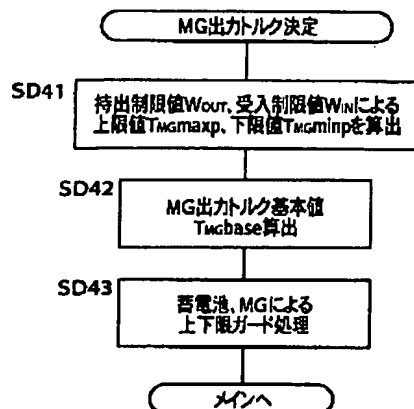 MG出力トルク決定
SD41
持出制限値WOUT、受入制限値WINによる
上限値TMGmaxp、下限値TMGminpを算出
SD42
MG出力トルク基本値
TMGbase算出
SD43
蓄電池、MGによる
上下限ガード処理
メインへ